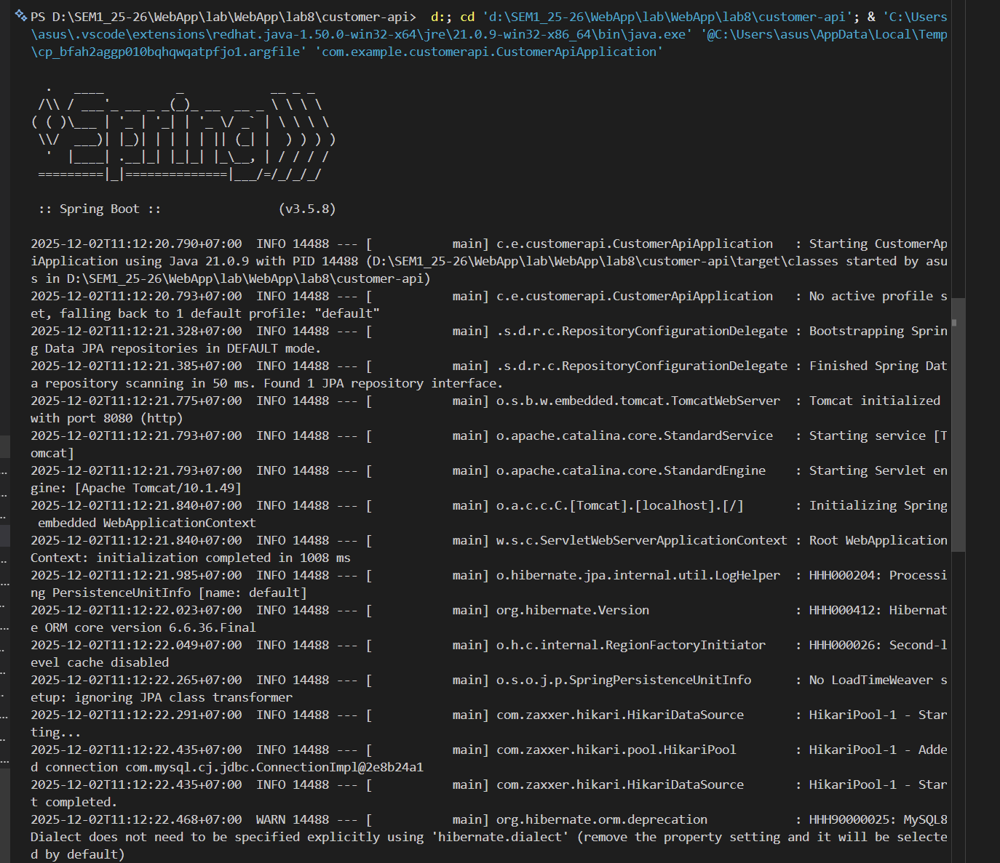 PS D:\SEM1_25-26\WebApp\lab\WebApp\lab8\customer-api>  d:; cd 'd:\SEM1_25-26\WebApp\lab\WebApp\lab8\customer-api'; & 'C:\Users
\asus\.vscode\extensions\redhat.java-1.50.0-win32-x64\jre\21.0.9-win32-x86_64\bin\java.exe' '@C:\Users\asus\AppData\Local\Temp
\cp_bfah2aggp010bqhqwqatpfjo1.argfile' 'com.example.customerapi.CustomerApiApplication'
  .   ____          _            __ _ _
 /\\ / ___'_ __ _ _(_)_ __  __ _ \ \ \ \
( ( )\___ | '_ | '_| | '_ \/ _` | \ \ \ \
 \\/  ___)| |_)| | | | | || (_| |  ) ) ) )
  '  |____| .__|_| |_|_| |_\__, | / / / /
 =========|_|==============|___/=/_/_/_/
 :: Spring Boot ::                (v3.5.8)
2025-12-02T11:12:20.790+07:00  INFO 14488 --- [           main] c.e.customerapi.CustomerApiApplication   : Starting CustomerAp
iApplication using Java 21.0.9 with PID 14488 (D:\SEM1_25-26\WebApp\lab\WebApp\lab8\customer-api\target\classes started by asu
s in D:\SEM1_25-26\WebApp\lab\WebApp\lab8\customer-api)
2025-12-02T11:12:20.793+07:00  INFO 14488 --- [           main] c.e.customerapi.CustomerApiApplication   : No active profile s
et, falling back to 1 default profile: "default"
2025-12-02T11:12:21.328+07:00  INFO 14488 --- [           main] .s.d.r.c.RepositoryConfigurationDelegate : Bootstrapping Sprin
g Data JPA repositories in DEFAULT mode.
2025-12-02T11:12:21.385+07:00  INFO 14488 --- [           main] .s.d.r.c.RepositoryConfigurationDelegate : Finished Spring Dat
a repository scanning in 50 ms. Found 1 JPA repository interface.
2025-12-02T11:12:21.775+07:00  INFO 14488 --- [           main] o.s.b.w.embedded.tomcat.TomcatWebServer  : Tomcat initialized 
with port 8080 (http)
2025-12-02T11:12:21.793+07:00  INFO 14488 --- [           main] o.apache.catalina.core.StandardService   : Starting service [T
omcat]
2025-12-02T11:12:21.793+07:00  INFO 14488 --- [           main] o.apache.catalina.core.StandardEngine    : Starting Servlet en
gine: [Apache Tomcat/10.1.49]
2025-12-02T11:12:21.840+07:00  INFO 14488 --- [           main] o.a.c.c.C.[Tomcat].[localhost].[/]       : Initializing Spring
 embedded WebApplicationContext
2025-12-02T11:12:21.840+07:00  INFO 14488 --- [           main] w.s.c.ServletWebServerApplicationContext : Root WebApplication
Context: initialization completed in 1008 ms
2025-12-02T11:12:21.985+07:00  INFO 14488 --- [           main] o.hibernate.jpa.internal.util.LogHelper  : HHH000204: Processi
ng PersistenceUnitInfo [name: default]
2025-12-02T11:12:22.023+07:00  INFO 14488 --- [           main] org.hibernate.Version                    : HHH000412: Hibernat
e ORM core version 6.6.36.Final
2025-12-02T11:12:22.049+07:00  INFO 14488 --- [           main] o.h.c.internal.RegionFactoryInitiator    : HHH000026: Second-l
evel cache disabled
2025-12-02T11:12:22.265+07:00  INFO 14488 --- [           main] o.s.o.j.p.SpringPersistenceUnitInfo      : No LoadTimeWeaver s
etup: ignoring JPA class transformer
2025-12-02T11:12:22.291+07:00  INFO 14488 --- [           main] com.zaxxer.hikari.HikariDataSource       : HikariPool-1 - Star
ting...
2025-12-02T11:12:22.435+07:00  INFO 14488 --- [           main] com.zaxxer.hikari.pool.HikariPool        : HikariPool-1 - Adde
d connection com.mysql.cj.jdbc.ConnectionImpl@2e8b24a1
2025-12-02T11:12:22.435+07:00  INFO 14488 --- [           main] com.zaxxer.hikari.HikariDataSource       : HikariPool-1 - Star
t completed.
2025-12-02T11:12:22.468+07:00  WARN 14488 --- [           main] org.hibernate.orm.deprecation            : HHH90000025: MySQL8
Dialect does not need to be specified explicitly using 'hibernate.dialect' (remove the property setting and it will be selecte
d by default)